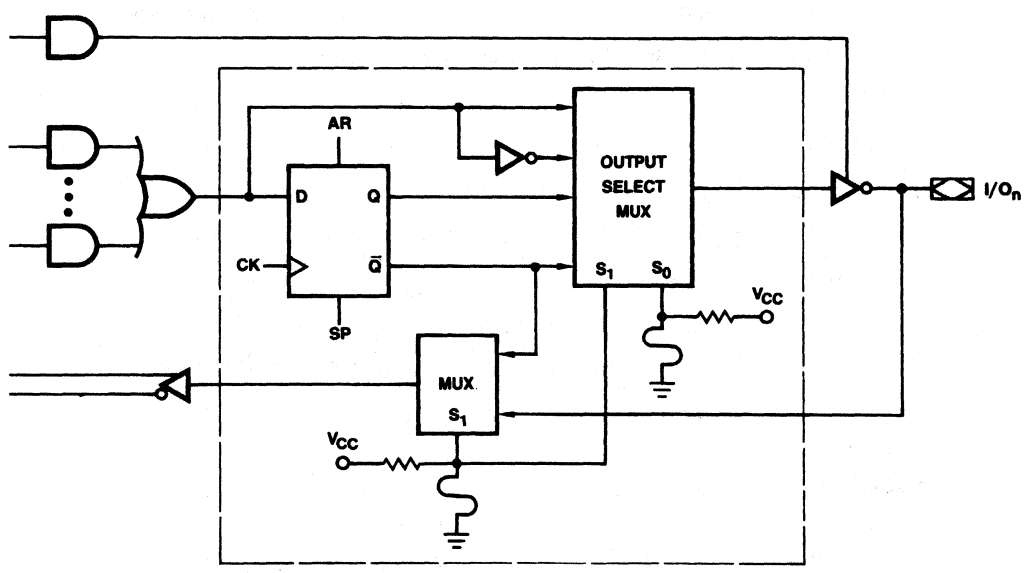 AR
OUTPUT
SELECT
MUX
D Q
I/On
CK Q̅
S1 S0
VCC
SP
MUX
S1
VCC